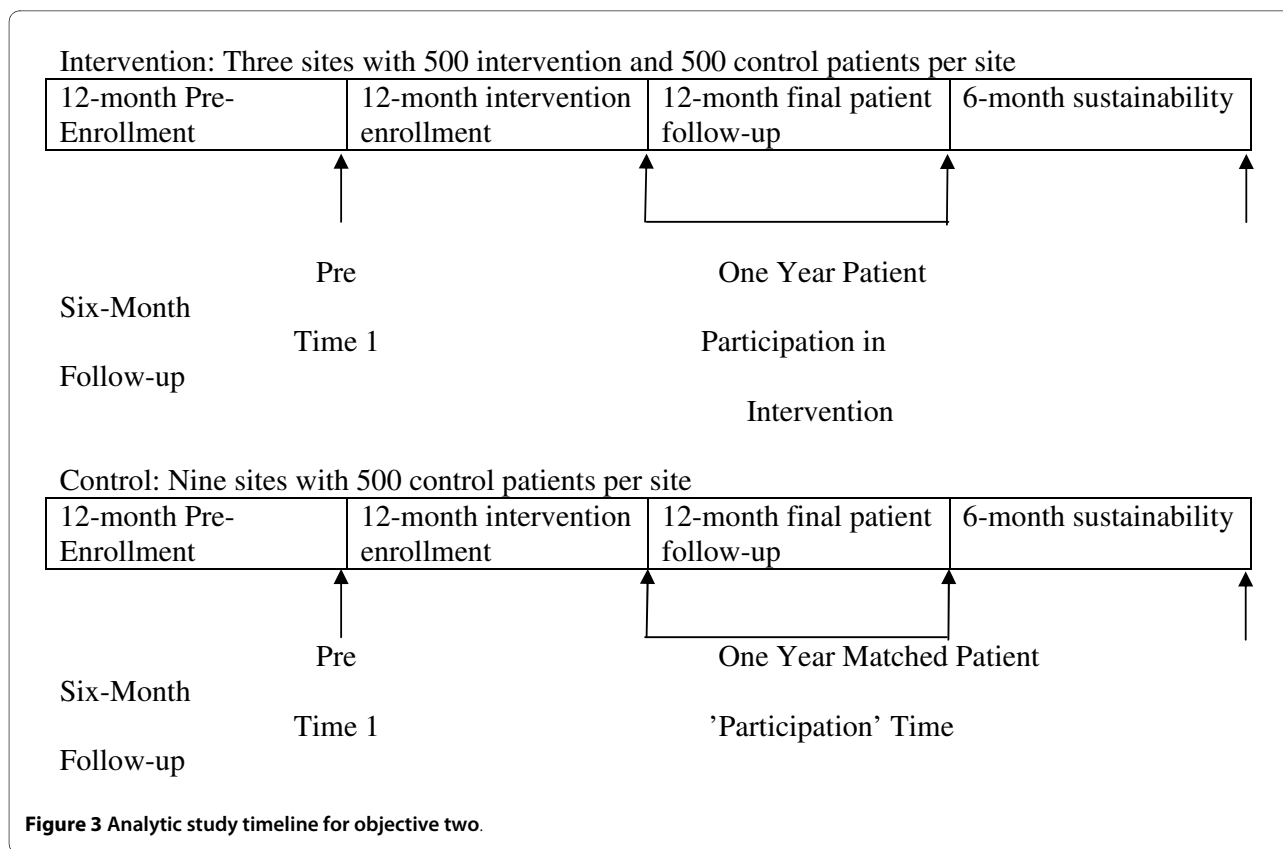 Intervention: Three sites with 500 intervention and 500 control patients per site
12-month Pre-
Enrollment
12-month intervention
enrollment
12-month final patient
follow-up
6-month sustainability
Pre One Year Patient
Six-Month
Time 1 Participation in
Follow-up
Intervention
Control: Nine sites with 500 control patients per site
12-month Pre-
Enrollment
12-month intervention
enrollment
12-month final patient
follow-up
6-month sustainability
Pre One Year Matched Patient
Six-Month
Time 1 ’Participation’ Time
Follow-up
Figure 3 Analytic study timeline for objective two.